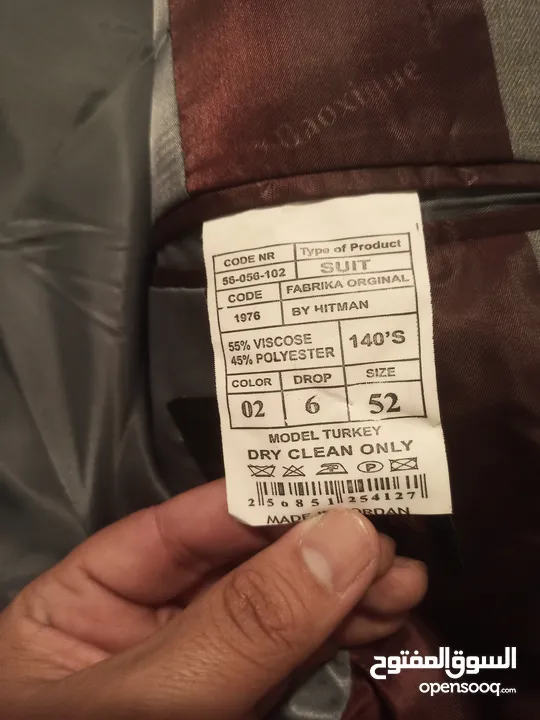 Baoxique
CODE NR
Type of Product
56-056-102
SUIT
CODE
FABRIKA ORGINAL
1976
BY HITMAN
55% VISCOSE
45% POLYESTER
140'S
COLOR
DROP
SIZE
02
6
52
MODEL TURKEY
DRY CLEAN ONLY
P
2 56851 254127
MADE
السوق المفتوح
opensooq.com